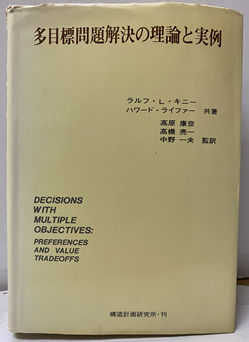 多目標問題解決の理論と実例
ラルフ・L・キニー
ハワード・ライファー 共著
高原 康彦
高橋 亮一
中野 一夫 監訳
DECISIONS
WITH
MULTIPLE
OBJECTIVES:
PREFERENCES
AND VALUE
TRADEOFFS
構造計画研究所・刊